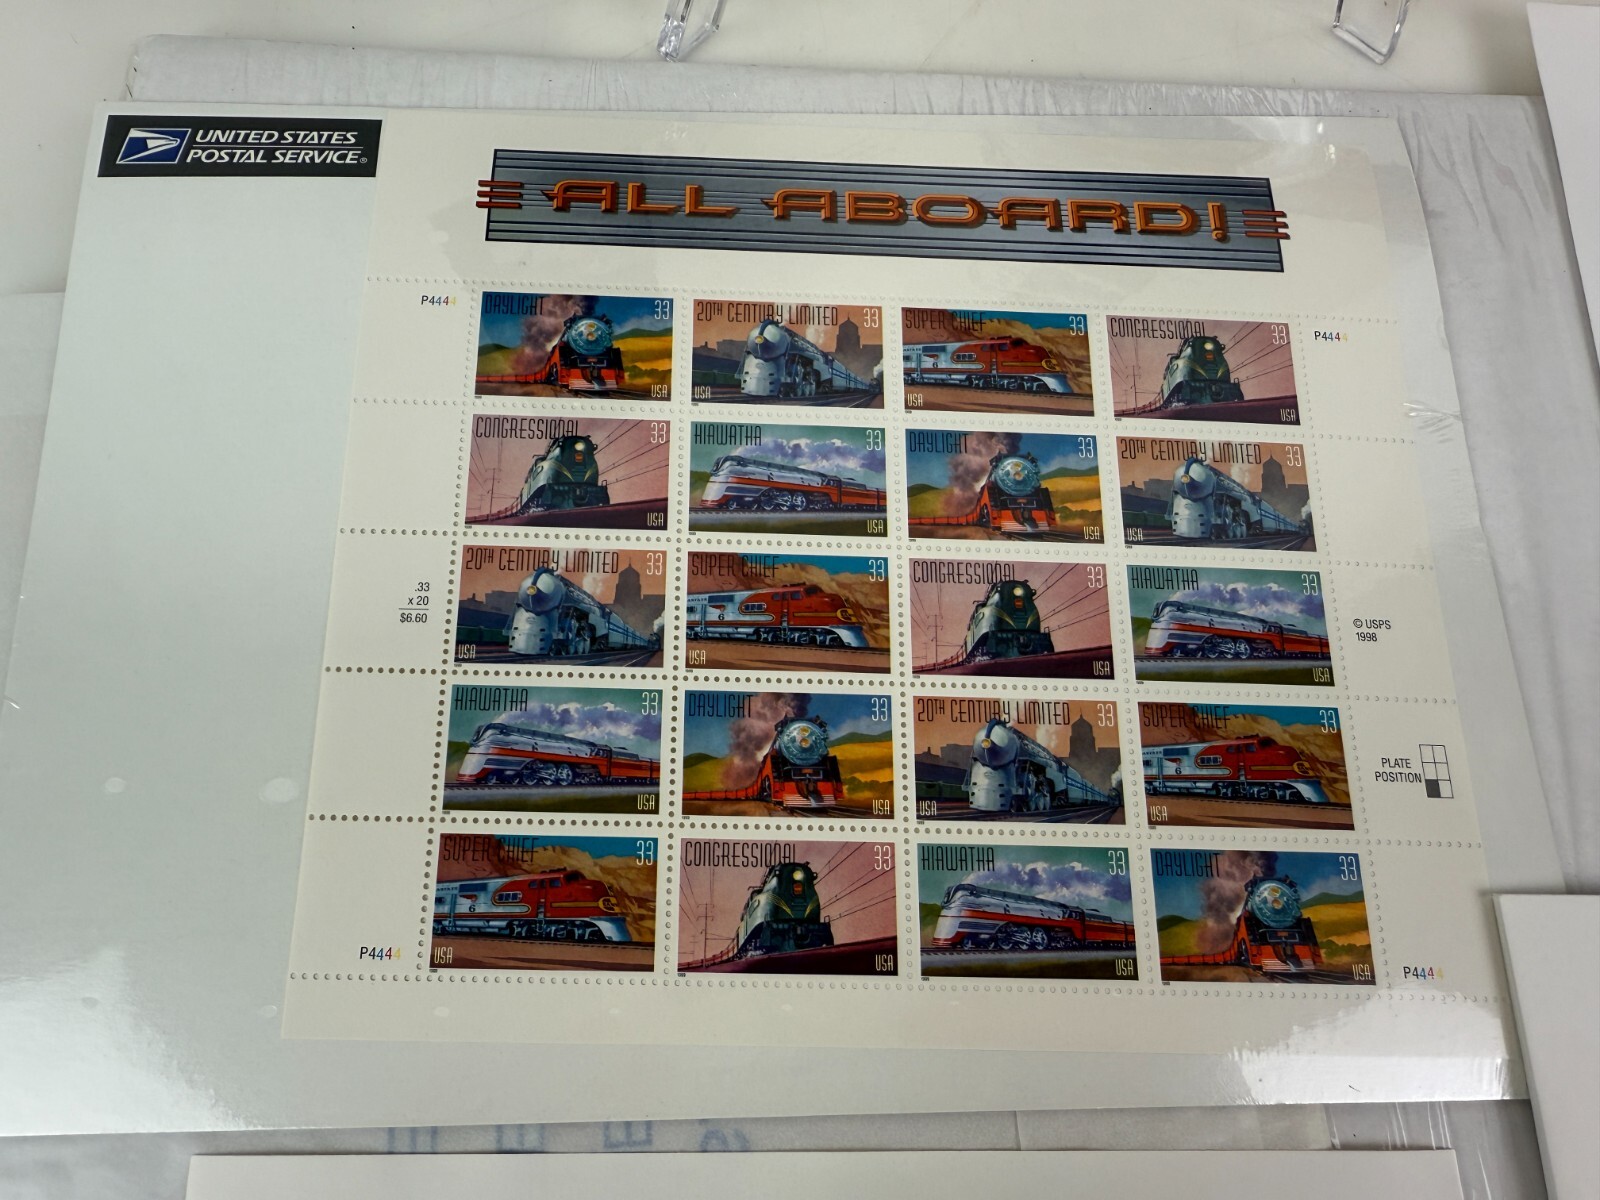 UNITED STATES
POSTAL SERVICE®
ALL ABOARD!
P4444
DAYLIGHT 33
USA
20TH CENTURY LIMITED 33
USA
SUPER CHIEF 33
USA
CONGRESSIONAL 33
USA
P4444
CONGRESSIONAL 33
USA
HIAWATHA 33
USA
DAYLIGHT 33
USA
20TH CENTURY LIMITED 33
USA
.33
x 20
$6.60
20TH CENTURY LIMITED 33
USA
SUPER CHIEF 33
6
USA
CONGRESSIONAL 33
USA
HIAWATHA 33
USA
© USPS
1998
HIAWATHA 33
USA
DAYLIGHT 33
USA
20TH CENTURY LIMITED 33
USA
SUPER CHIEF 33
6
USA
PLATE
POSITION
SUPER CHIEF 33
6
USA
CONGRESSIONAL 33
USA
HIAWATHA 33
USA
DAYLIGHT 33
USA
P4444
P4444